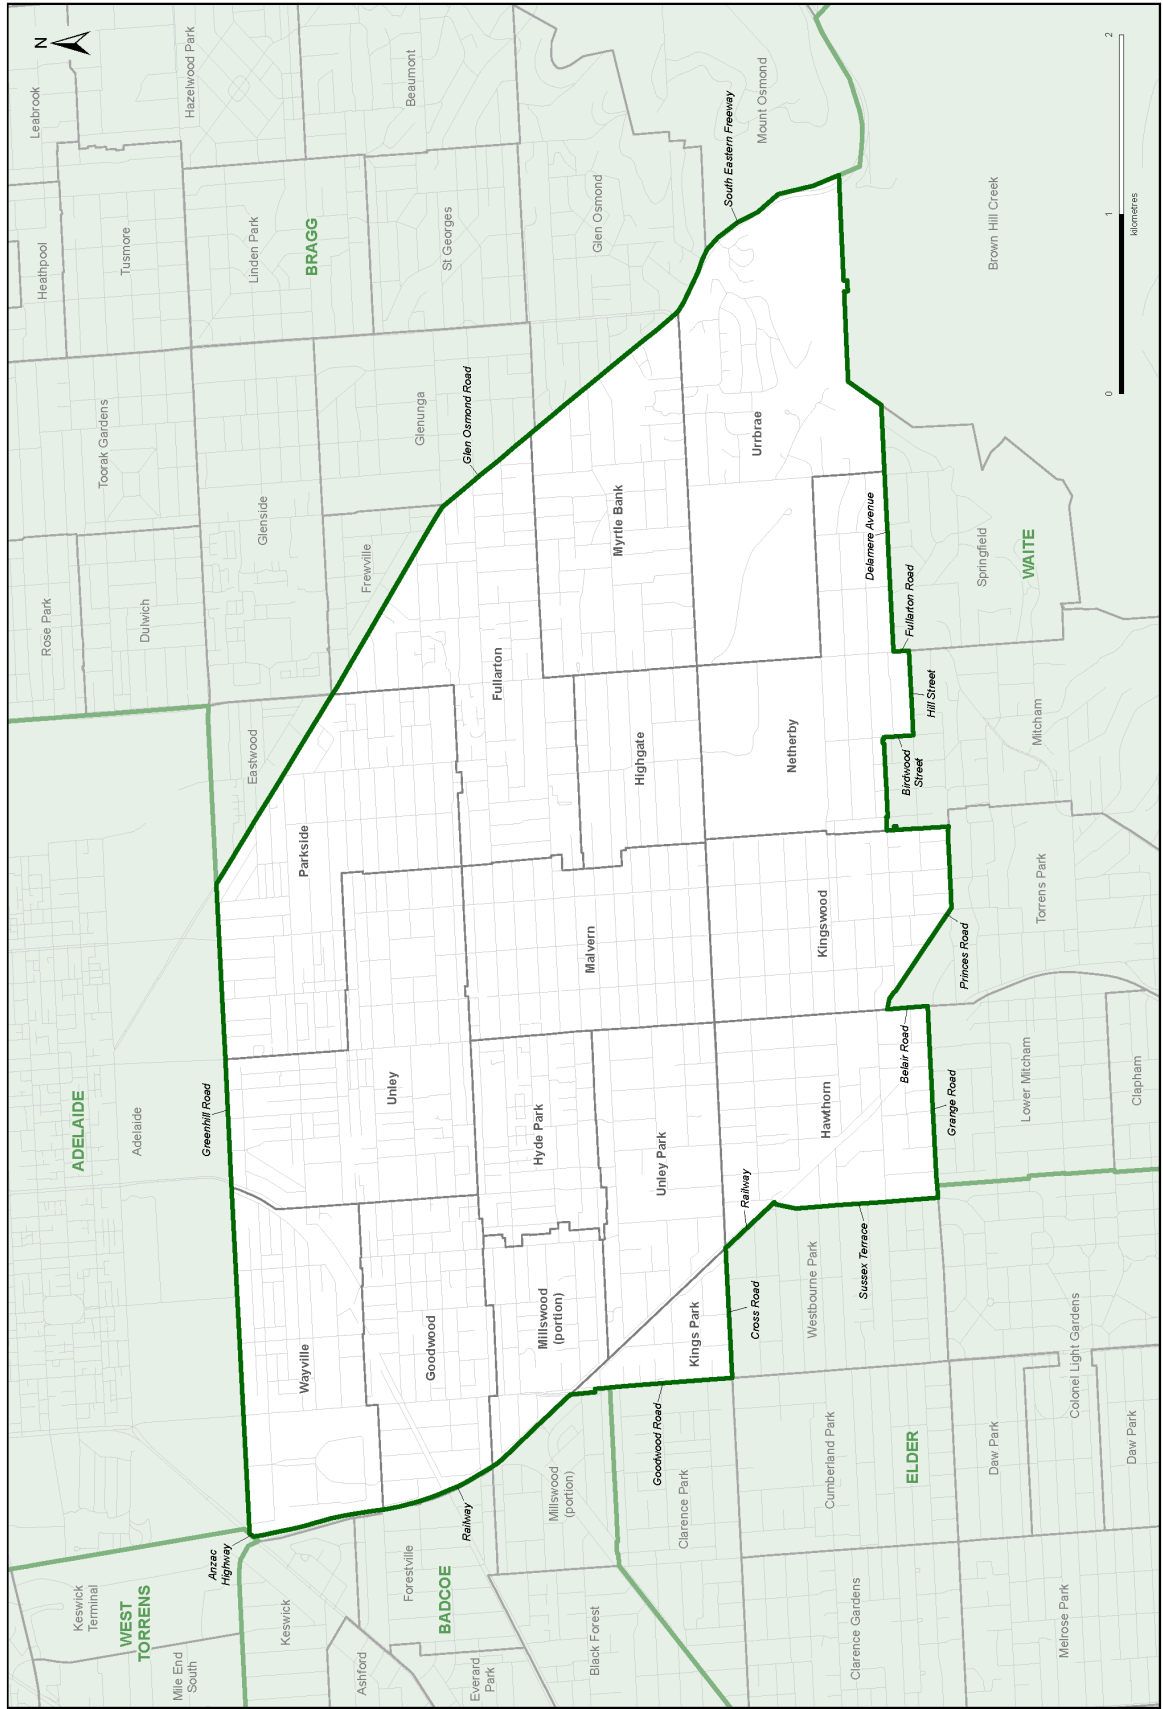 Keswick
Terminal
WEST
TORRENS
Mile End
South
ADELAIDE
Adelaide
Rose Park
Dulwich
Toorak Gardens
Heathpool
Tusmore
Leabrook
Hazelwood Park
N
Anzac
Highway
Greenhill Road
Keswick
Wayville
Parkside
Eastwood
Glenside
Linden Park
BRAGG
Ashford
Forestville
BADCOE
Everard
Park
Railway
Goodwood
Unley
Fullarton
Frewville
Glenunga
Glen Osmond Road
St Georges
Beaumont
Black Forest
Millswood
(portion)
Millswood
(portion)
Hyde Park
Malvern
Highgate
Myrtle Bank
Glen Osmond
Clarence Park
Goodwood Road
Kings Park
Unley Park
Cross Road
Railway
Netherby
Urrbrae
South Eastern Freeway
Mount Osmond
Clarence Gardens
Cumberland Park
Westbourne Park
Sussex Terrace
Hawthorn
Kingswood
Belair Road
Birdwood
Street
Hill Street
Fullarton Road
Delamere Avenue
ELDER
Grange Road
Princes Road
Springfield
WAITE
Brown Hill Creek
Melrose Park
Daw Park
Colonel Light Gardens
Daw Park
Lower Mitcham
Clapham
Torrens Park
Mitcham
0
1
2
kilometres